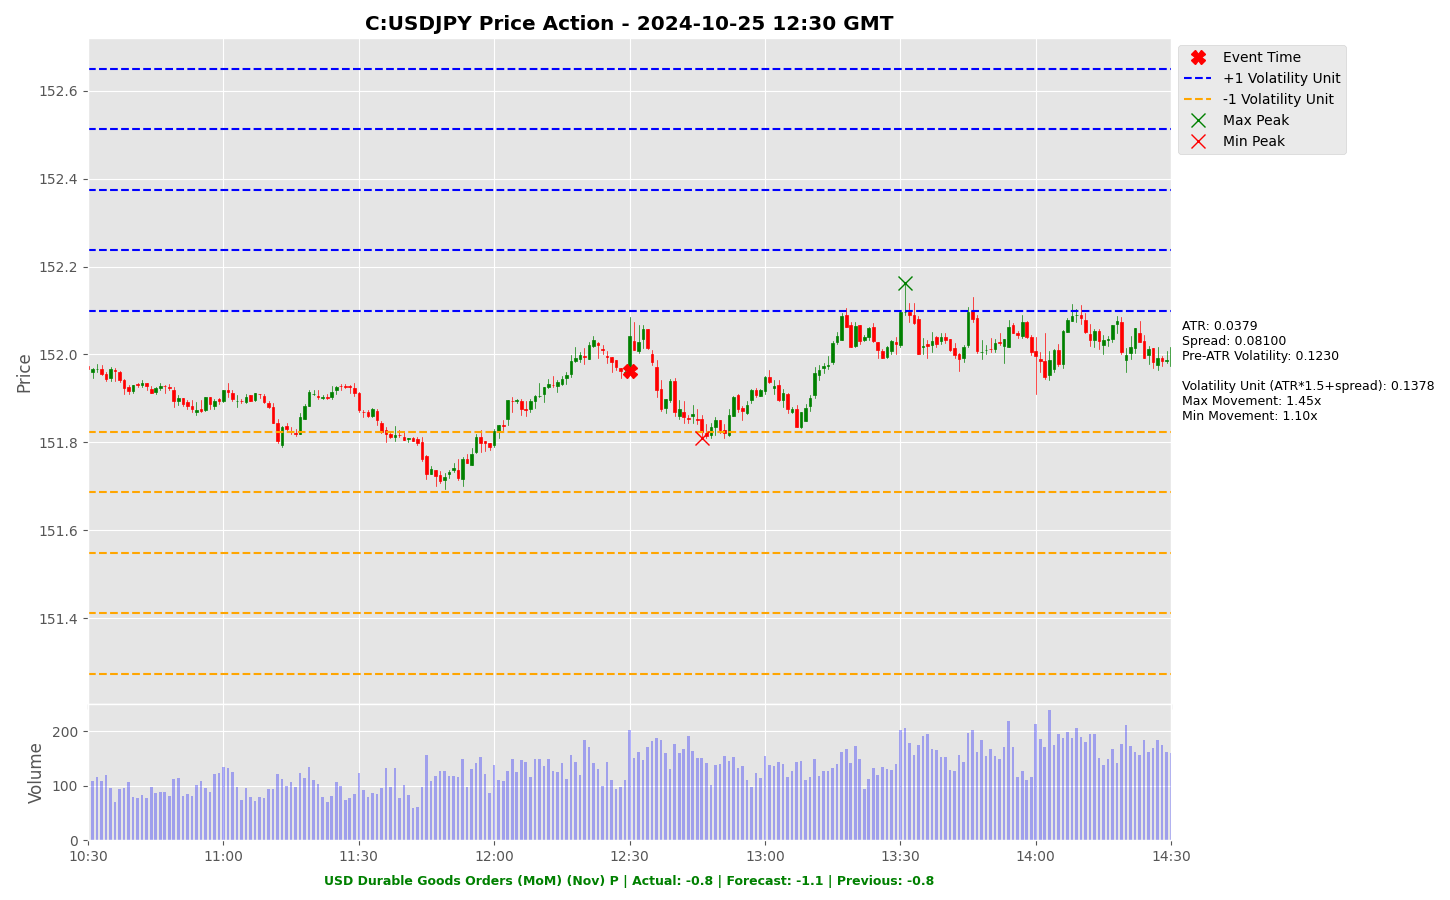 C:USDJPY Price Action - 2024-10-25 12:30 GMT
Event Time
+1 Volatility Unit
-1 Volatility Unit
Max Peak
Min Peak
Price
152.6
152.4
152.2
152.0
151.8
151.6
151.4
ATR: 0.0379
Spread: 0.08100
Pre-ATR Volatility: 0.1230
Volatility Unit (ATR*1.5+spread): 0.1378
Max Movement: 1.45x
Min Movement: 1.10x
Volume
200
100
0
10:30 11:00 11:30 12:00 12:30 13:00 13:30 14:00 14:30
USD Durable Goods Orders (MoM) (Nov) P | Actual: -0.8 | Forecast: -1.1 | Previous: -0.8